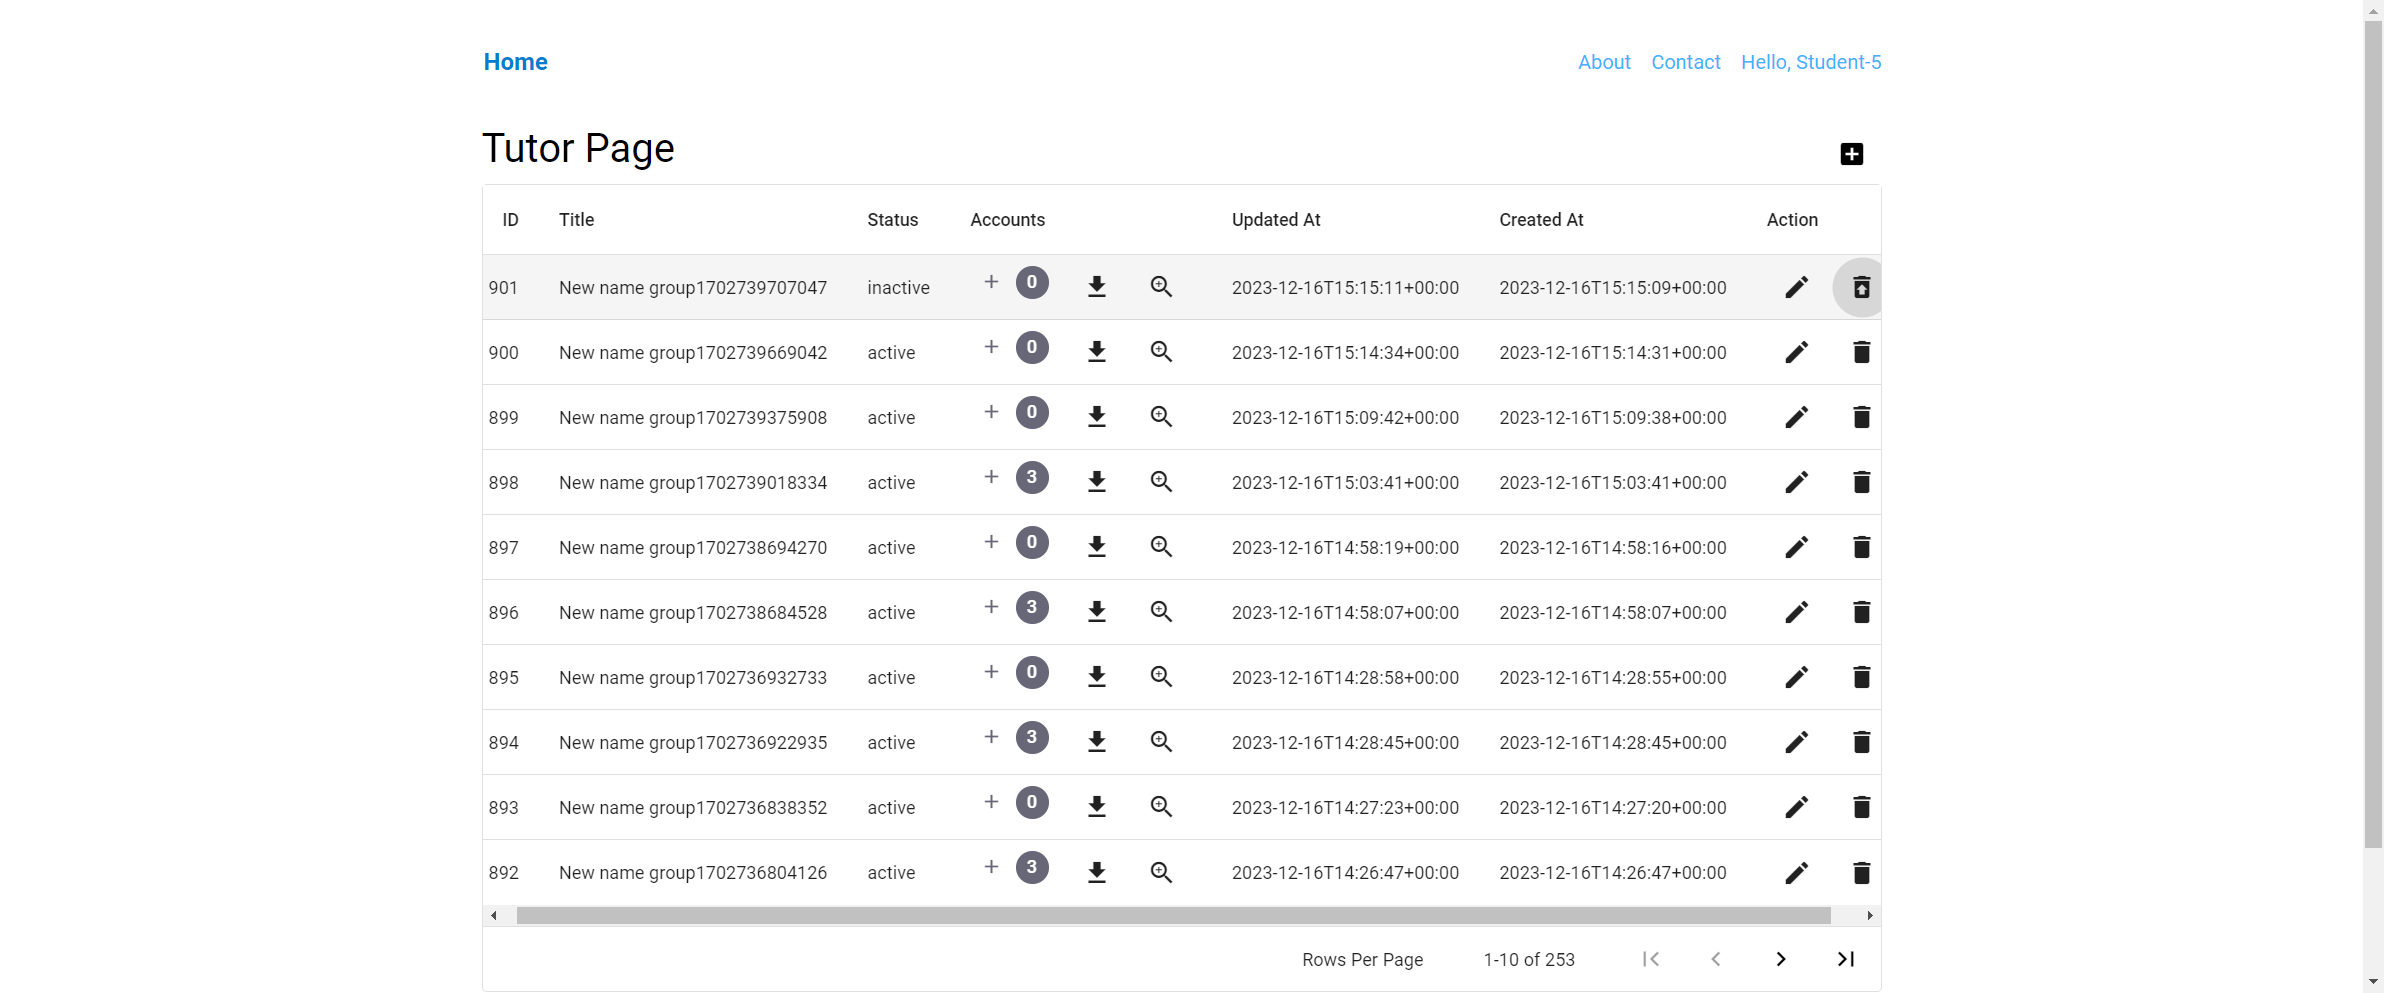 Home About Contact Hello, Student-5
Tutor Page
ID Title Status Accounts Updated At Created At Action
901 New name group1702739707047 inactive + 0 2023-12-16T15:15:11+00:00 2023-12-16T15:15:09+00:00
900 New name group1702739669042 active + 0 2023-12-16T15:14:34+00:00 2023-12-16T15:14:31+00:00
899 New name group1702739375908 active + 0 2023-12-16T15:09:42+00:00 2023-12-16T15:09:38+00:00
898 New name group1702739018334 active + 3 2023-12-16T15:03:41+00:00 2023-12-16T15:03:41+00:00
897 New name group1702738694270 active + 0 2023-12-16T14:58:19+00:00 2023-12-16T14:58:16+00:00
896 New name group1702738684528 active + 3 2023-12-16T14:58:07+00:00 2023-12-16T14:58:07+00:00
895 New name group1702736932733 active + 0 2023-12-16T14:28:58+00:00 2023-12-16T14:28:55+00:00
894 New name group1702736922935 active + 3 2023-12-16T14:28:45+00:00 2023-12-16T14:28:45+00:00
893 New name group1702736838352 active + 0 2023-12-16T14:27:23+00:00 2023-12-16T14:27:20+00:00
892 New name group1702736804126 active + 3 2023-12-16T14:26:47+00:00 2023-12-16T14:26:47+00:00
Rows Per Page 1-10 of 253